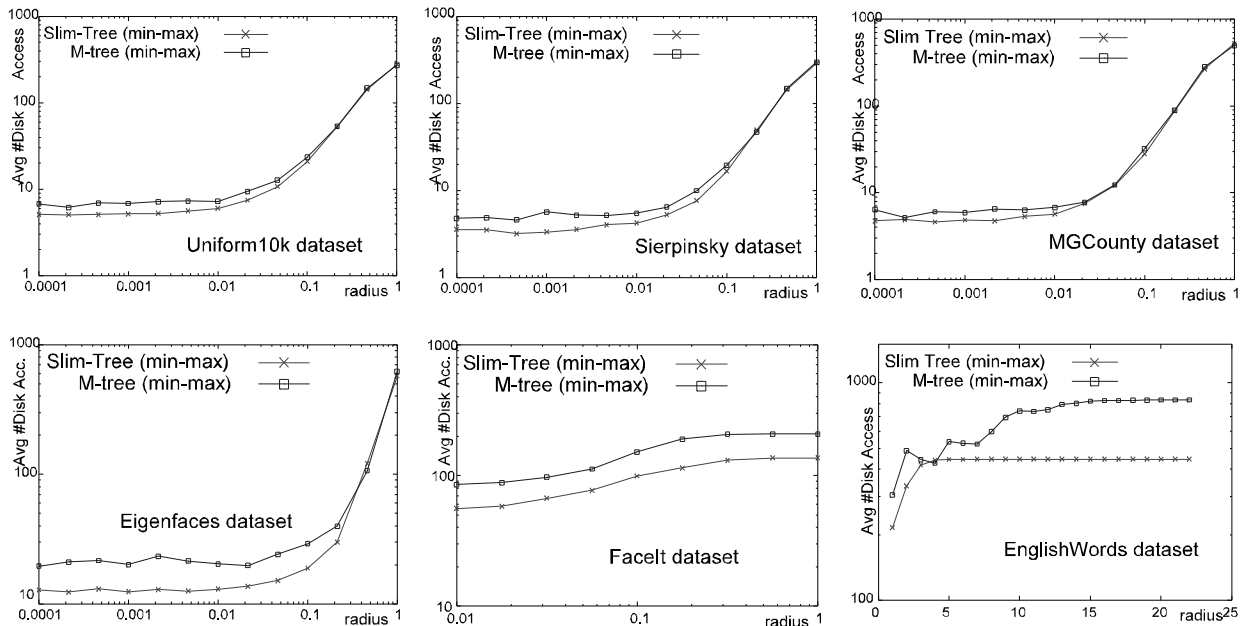 Avg #Disk Access
1000
100
10
1
Slim-Tree (min-max)
M-tree (min-max)
Uniform10k dataset
0.0001
0.001
0.01
0.1
radius
1
Avg #Disk Access
1000
100
10
1
Slim-Tree (min-max)
M-tree (min-max)
Sierpinsky dataset
0.0001
0.001
0.01
0.1
radius
1
Avg #Disk Access
1000
100
10
1
Slim Tree (min-max)
M-tree (min-max)
MGCounty dataset
0.0001
0.001
0.01
0.1
radius
1
Avg #Disk Acc.
1000
100
10
Slim-Tree (min-max)
M-tree (min-max)
Eigenfaces dataset
0.0001
0.001
0.01
0.1
radius
1
Avg #Disk Acc.
1000
100
10
Slim-Tree (min-max)
M-tree (min-max)
FaceIt dataset
0.01
0.1
radius
1
Avg #Disk Access
1000
100
Slim Tree (min-max)
M-tree (min-max)
EnglishWords dataset
0
5
10
15
20
radius
25